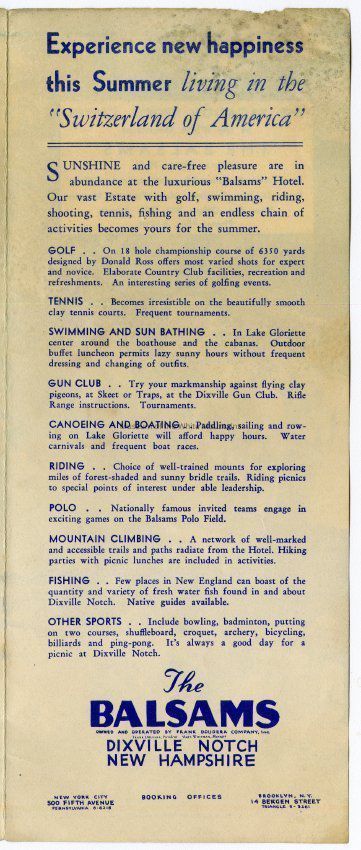 Experience new happiness
this Summer living in the
"Switzerland of America"
SUNSHINE and care-free pleasure are in
abundance at the luxurious "Balsams" Hotel.
Our vast Estate with golf, swimming, riding,
shooting, tennis, fishing and an endless chain of
activities becomes yours for the summer.
GOLF . . On 18 hole championship course of 6350 yards
designed by Donald Ross offers most varied shots for expert
and novice. Elaborate Country Club facilities, recreation and
refreshments. An interesting series of golfing events.
TENNIS . . Becomes irresistible on the beautifully smooth
clay tennis courts. Frequent tournaments.
SWIMMING AND SUN BATHING . . In Lake Gloriette
center around the boathouse and the cabanas. Outdoor
buffet luncheon permits lazy sunny hours without frequent
dressing and changing of outfits.
GUN CLUB . . Try your markmanship against flying clay
pigeons, at Skeet or Traps, at the Dixville Gun Club. Rifle
Range instructions. Tournaments.
CANOEING AND BOATING . . Paddling, sailing and row-
ing on Lake Gloriette will afford happy hours. Water
carnivals and frequent boat races.
RIDING . . Choice of well-trained mounts for exploring
miles of forest-shaded and sunny bridle trails. Riding picnics
to special points of interest under able leadership.
POLO . . Nationally famous invited teams engage in
exciting games on the Balsams Polo Field.
MOUNTAIN CLIMBING . . A network of well-marked
and accessible trails and paths radiate from the Hotel. Hiking
parties with picnic lunches are included in activities.
FISHING . . Few places in New England can boast of the
quantity and variety of fresh water fish found in and about
Dixville Notch. Native guides available.
OTHER SPORTS . . Include bowling, badminton, putting
on two courses, shuffleboard, croquet, archery, bicycling,
billiards and ping-pong. It's always a good day for a
picnic at Dixville Notch.
The
BALSAMS
OWNED AND OPERATED BY FRANK DOUDERA COMPANY, INC.
DIXVILLE NOTCH
NEW HAMPSHIRE
NEW YORK CITY
500 FIFTH AVENUE
PENNSYLVANIA 6-8218
BOOKING OFFICES
BROOKLYN, N.Y.
14 BERGEN STREET
TRIANGLE 5-